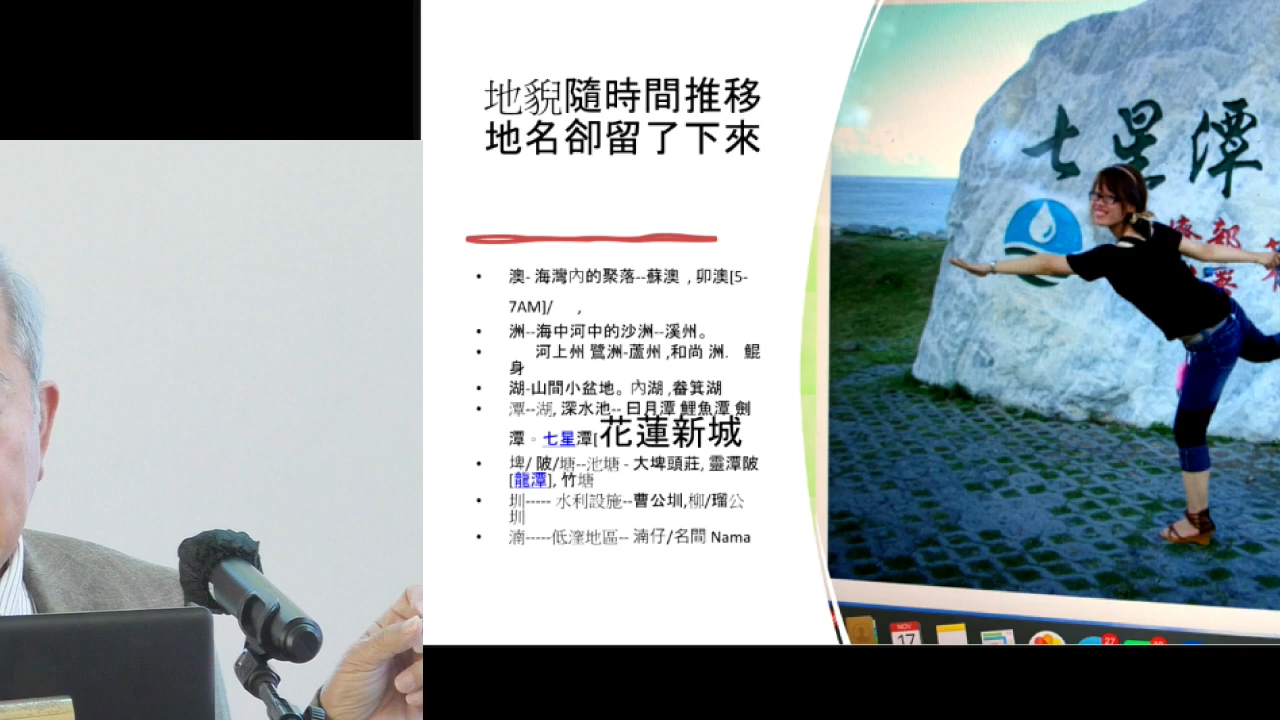 地貌隨時間推移
地名卻留了下來
• 澳- 海灣內的聚落--蘇澳 , 卯澳[5-
7AM]/ ,
• 洲--海中河中的沙洲--溪州。
• 河上州 鷺洲-蘆州 ,和尚 洲. 鯤
身
• 湖-山間小盆地。內湖 ,畚箕湖
• 潭--湖, 深水池-- 日月潭 鯉魚潭 劍
潭。七星潭[花蓮新城
• 埤/ 陂/塘--池塘 - 大埤頭莊, 靈潭陂
[龍潭], 竹塘
• 圳----- 水利設施--曹公圳,柳/瑠公
圳
• 湳-----低窪地區-- 湳仔/名間 Nama
七星潭
濟部
NOV
17
27